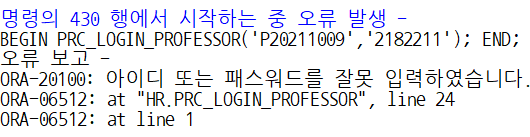 명령의 430 행에서 시작하는 중 오류 발생 -
BEGIN PRC_LOGIN_PROFESSOR('P20211009','2182211'); END;
오류 보고 -
ORA-20100: 아이디 또는 패스워드를 잘못 입력하였습니다.
ORA-06512: at "HR.PRC_LOGIN_PROFESSOR", line 24
ORA-06512: at line 1